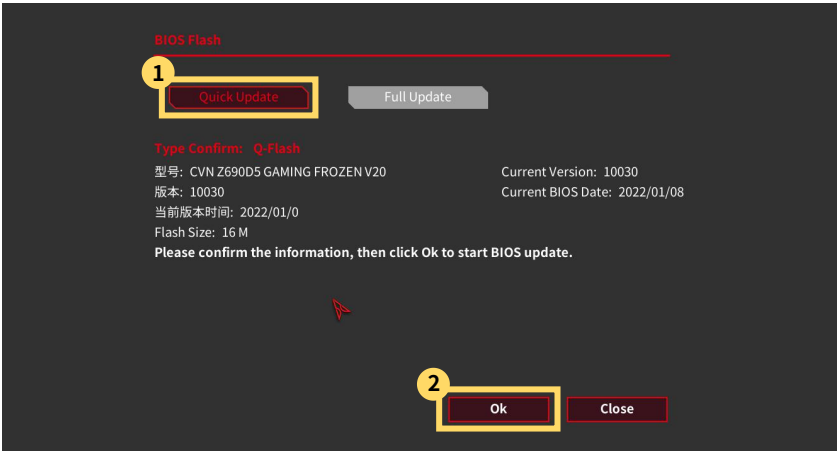 BIOS Flash
1
Quick Update Full Update
Type Confirm: Q-Flash
型号: CVN Z690D5 GAMING FROZEN V20 Current Version: 10030
版本: 10030 Current BIOS Date: 2022/01/08
当前版本时间: 2022/01/0
Flash Size: 16 M
Please confirm the information, then click Ok to start BIOS update.
2
Ok Close